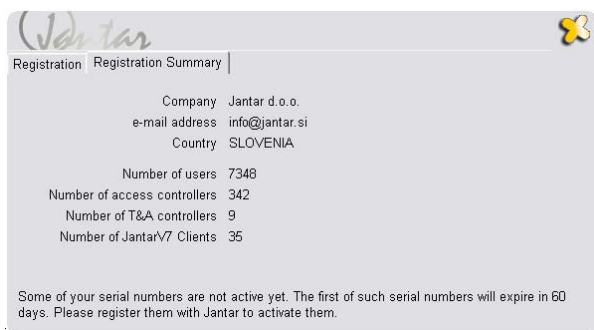 Jantar
Registration Registration Summary
Company Jantar d.o.o.
e-mail address info@jantar.si
Country SLOVENIA
Number of users 7348
Number of access controllers 342
Number of T&A controllers 9
Number of JantarV7 Clients 35
Some of your serial numbers are not active yet. The first of such serial numbers will expire in 60
days. Please register them with Jantar to activate them.